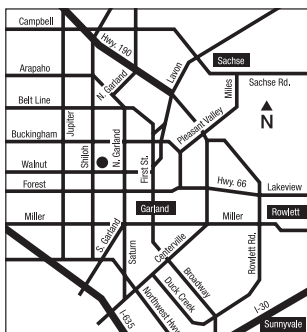 Campbell
Hwy. 190
Sachse
Arapaho
N. Garland
Lavon
Miles
Sachse Rd.
Belt Line
Jupiter
Pleasant Valley
N
Buckingham
Shiloh
N. Garland
First St.
Walnut
Forest
Hwy. 66
Lakeview
Garland
Rowlett
Miller
Miller
S. Garland
Saturn
Centerville
Broadway
Duck Creek
Rowlett Rd.
I-635
Northwest Hwy.
I-30
Sunnyvale